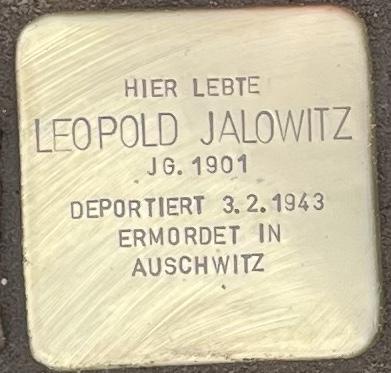 HIER LEBTE
LEOPOLD JALOWITZ
JG. 1901
DEPORTIERT 3.2.1943
ERMORDET IN
AUSCHWITZ